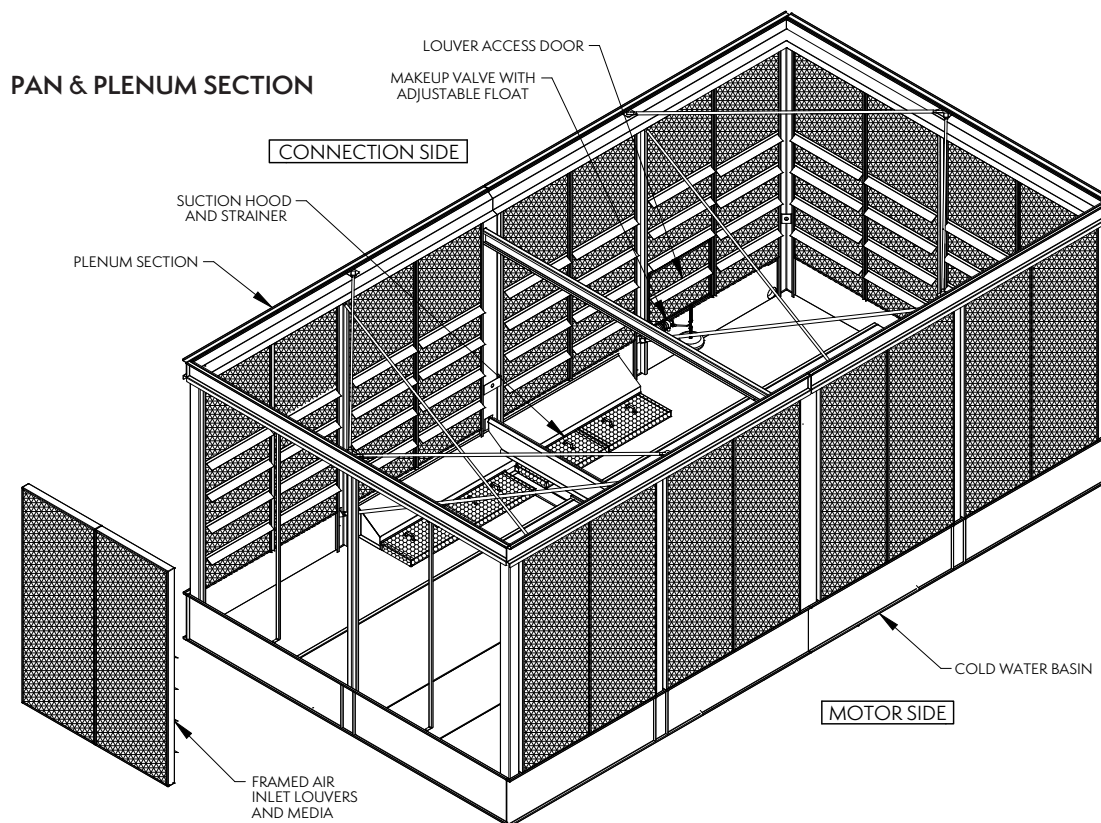 PAN & PLENUM SECTION
LOUVER ACCESS DOOR
MAKEUP VALVE WITH
ADJUSTABLE FLOAT
CONNECTION SIDE
SUCTION HOOD
AND STRAINER
PLENUM SECTION
COLD WATER BASIN
MOTOR SIDE
FRAMED AIR
INLET LOUVERS
AND MEDIA